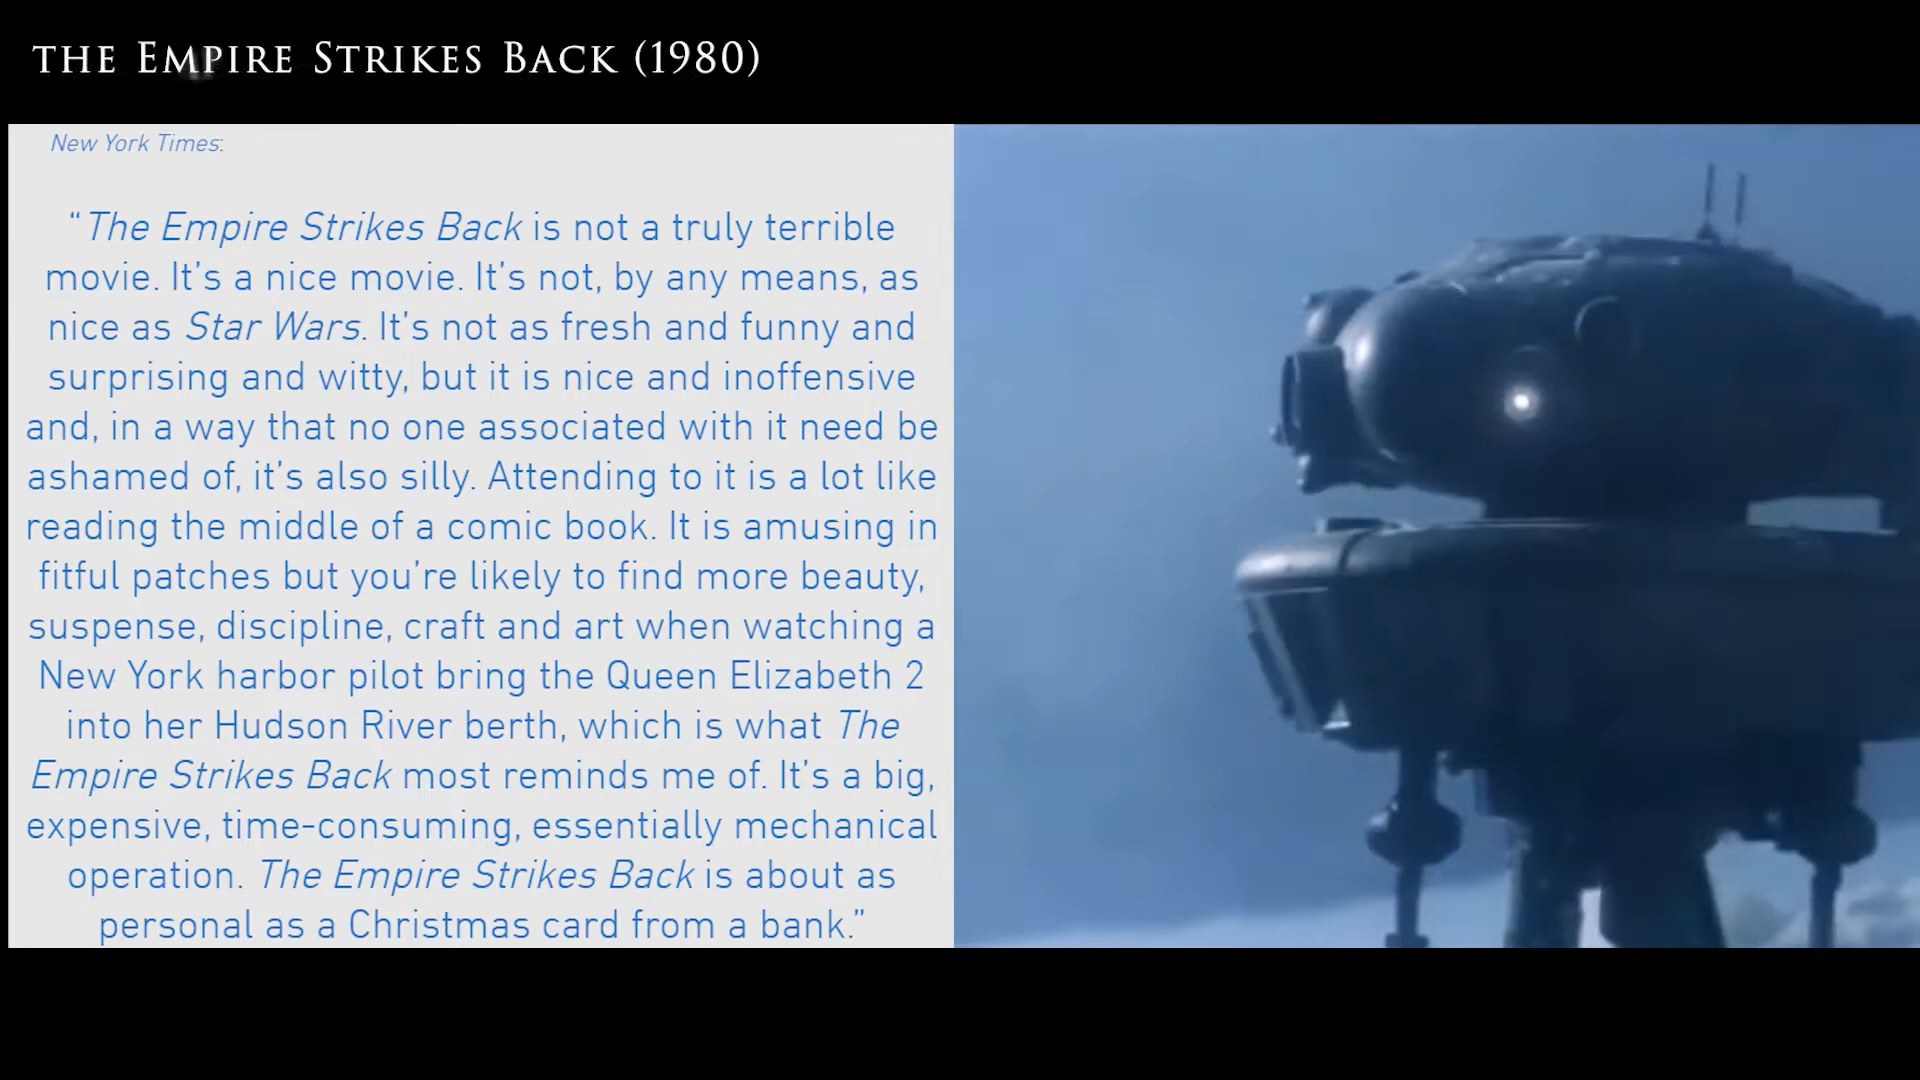 THE EMPIRE STRIKES BACK (1980)
New York Times:
“The Empire Strikes Back is not a truly terrible
movie. It’s a nice movie. It’s not, by any means, as
nice as Star Wars. It’s not as fresh and funny and
surprising and witty, but it is nice and inoffensive
and, in a way that no one associated with it need be
ashamed of, it’s also silly. Attending to it is a lot like
reading the middle of a comic book. It is amusing in
fitful patches but you’re likely to find more beauty,
suspense, discipline, craft and art when watching a
New York harbor pilot bring the Queen Elizabeth 2
into her Hudson River berth, which is what The
Empire Strikes Back most reminds me of. It’s a big,
expensive, time-consuming, essentially mechanical
operation. The Empire Strikes Back is about as
personal as a Christmas card from a bank.”